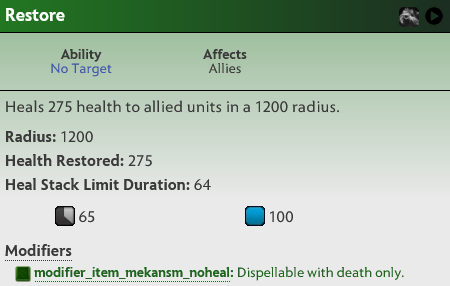 Restore
Ability
No Target
Affects
Allies
Heals 275 health to allied units in a 1200 radius.
Radius: 1200
Health Restored: 275
Heal Stack Limit Duration: 64
65
100
Modifiers
modifier_item_mekansm_noheal: Dispellable with death only.